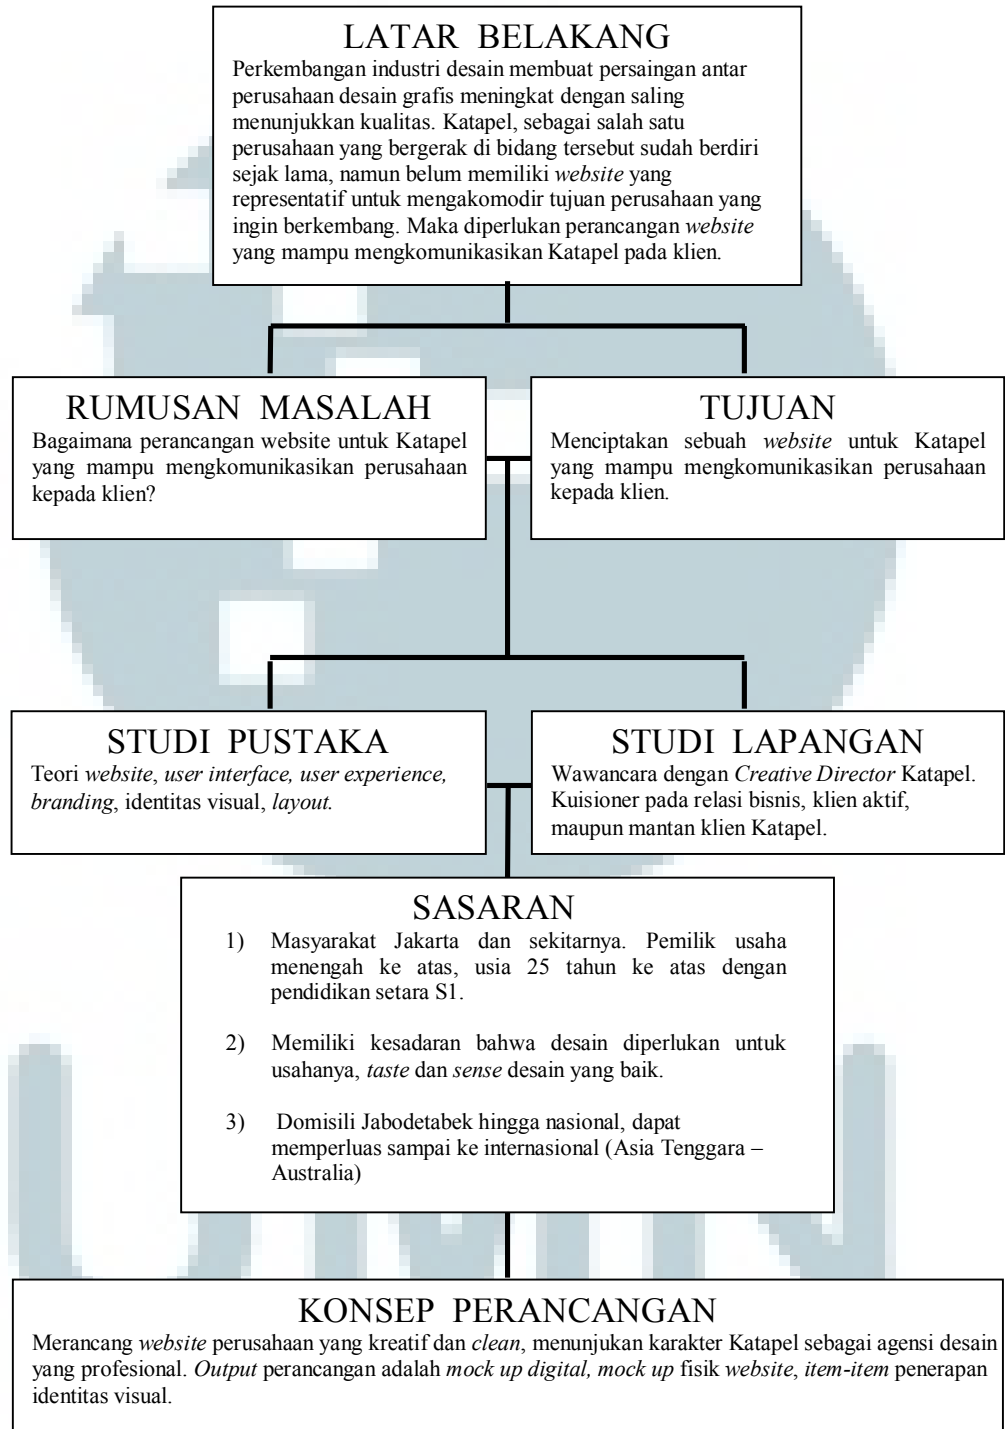 LATAR BELAKANG
Perkembangan industri desain membuat persaingan antar
perusahaan desain grafis meningkat dengan saling
menunjukkan kualitas. Katapel, sebagai salah satu
perusahaan yang bergerak di bidang tersebut sudah berdiri
sejak lama, namun belum memiliki website yang
representatif untuk mengakomodir tujuan perusahaan yang
ingin berkembang. Maka diperlukan perancangan website
yang mampu mengkomunikasikan Katapel pada klien.
RUMUSAN MASALAH
Bagaimana perancangan website untuk Katapel
yang mampu mengkomunikasikan perusahaan
kepada klien?
TUJUAN
Menciptakan sebuah website untuk Katapel
yang mampu mengkomunikasikan perusahaan
kepada klien.
STUDI PUSTAKA
Teori website, user interface, user experience,
branding, identitas visual, layout.
STUDI LAPANGAN
Wawancara dengan Creative Director Katapel.
Kuisioner pada relasi bisnis, klien aktif,
maupun mantan klien Katapel.
SASARAN
1) Masyarakat Jakarta dan sekitarnya. Pemilik usaha
menengah ke atas, usia 25 tahun ke atas dengan
pendidikan setara S1.
2) Memiliki kesadaran bahwa desain diperlukan untuk
usahanya, taste dan sense desain yang baik.
3) Domisili Jabodetabek hingga nasional, dapat
memperluas sampai ke internasional (Asia Tenggara –
Australia)
KONSEP PERANCANGAN
Merancang website perusahaan yang kreatif dan clean, menunjukan karakter Katapel sebagai agensi desain
yang profesional. Output perancangan adalah mock up digital, mock up fisik website, item-item penerapan
identitas visual.